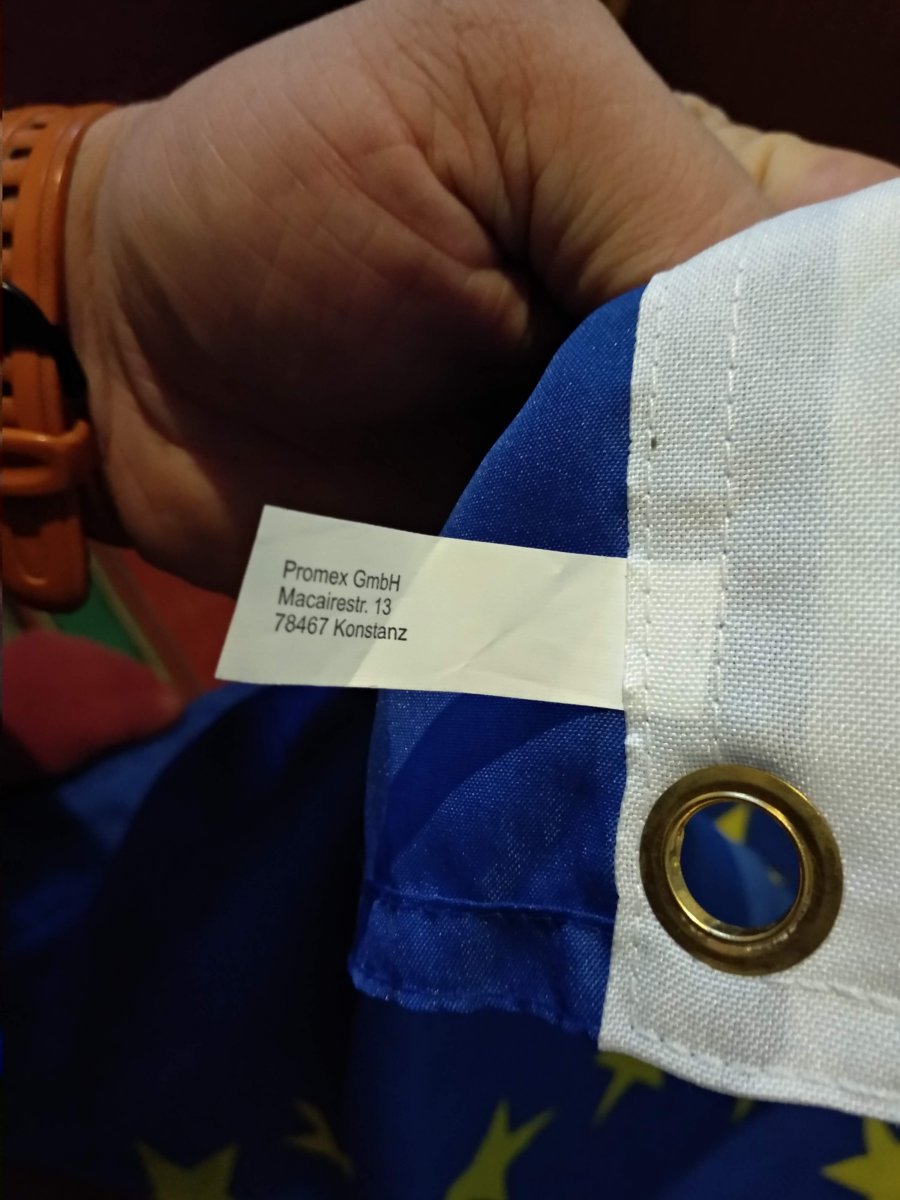 Promex GmbH
Macairestr. 13
78467 Konstanz